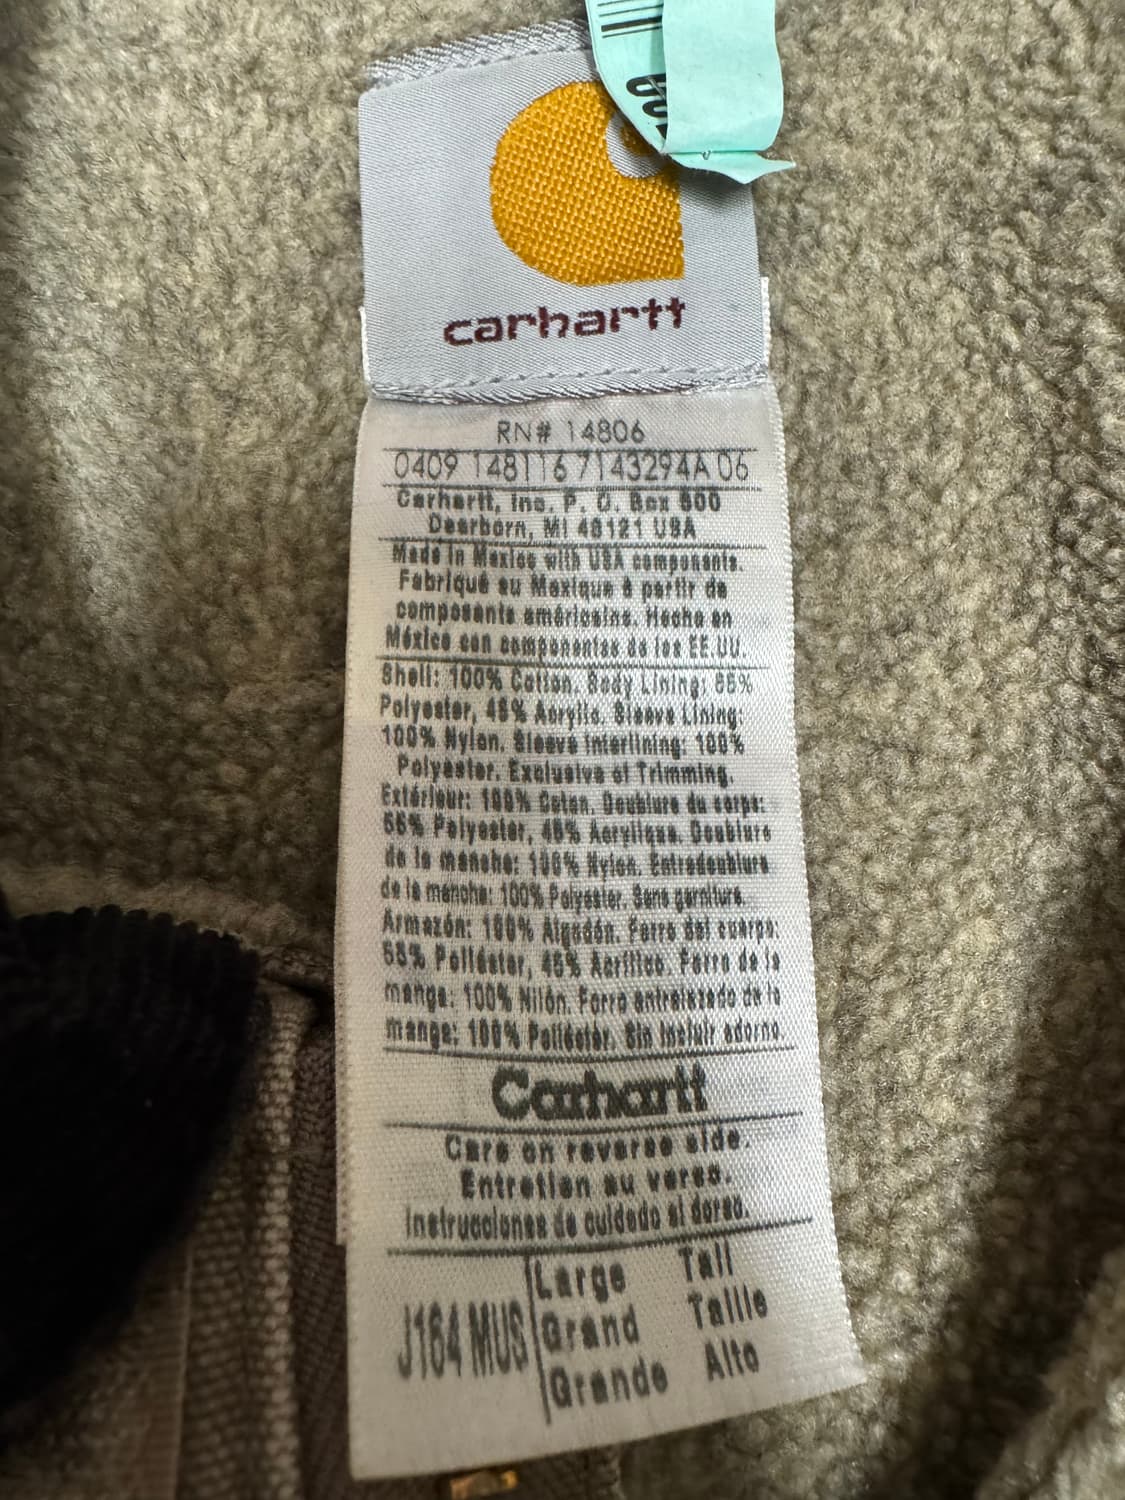 carhartt
RN# 14806
0409 148116 7143294A 06
Carhartt, Inc. P. O. Box 600
Dearborn, MI 48121 USA
Made in Mexico with USA components.
Fabriqué au Mexique à partir de
composants américains. Hecho en
México con componentes de los EE.UU.
Shell: 100% Cotton. Body Lining: 55%
Polyester, 45% Acrylic. Sleeve Lining:
100% Nylon. Sleeve Interlining: 100%
Polyester. Exclusive of Trimming.
Extérieur: 100% Coton. Doublure du corps:
55% Polyester, 45% Acrylique. Doublure
de la manche: 100% Nylon. Entredoublure
de la manche: 100% Polyester. Sans garniture.
Armazón: 100% Algodón. Forro del cuerpo:
55% Poliéster, 45% Acrílico. Forro de la
manga: 100% Nilón. Forro entrelazado de la
manga: 100% Poliéster. Sin incluir adorno.
Carhartt
Care on reverse side.
Entretien au verso.
Instrucciones de cuidado al dorso.
J164 MUS
Large Tall
Grand Taille
Grande Alto